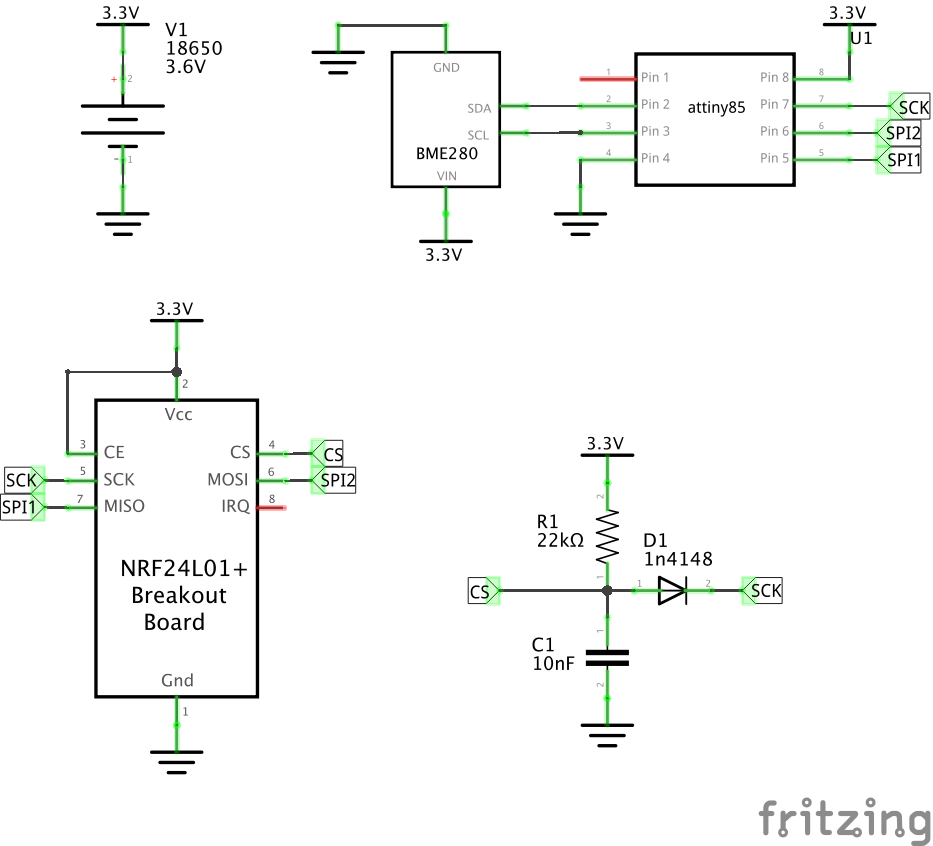 3.3V
V1
18650
3.6V
+
2
-
1
GND
SDA
SCL
BME280
VIN
3.3V
3.3V
U1
1
Pin 1
Pin 8
8
2
Pin 2
attiny85
Pin 7
7
SCK
3
Pin 3
Pin 6
6
SPI2
4
Pin 4
Pin 5
5
SPI1
3.3V
2
Vcc
3
CE
CS
4
CS
SCK
5
SCK
MOSI
6
SPI2
SPI1
7
MISO
IRQ
8
NRF24L01+
Breakout
Board
Gnd
1
3.3V
2
R1
22kΩ
1
D1
1n4148
CS
1
2
SCK
1
C1
10nF
2
fritzing